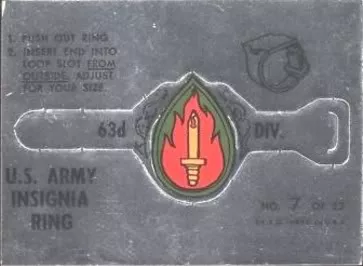 1. PUSH OUT RING
2. INSERT END INTO
LOOP SLOT FROM
OUTSIDE. ADJUST
FOR YOUR SIZE.
63d DIV.
U.S. ARMY
INSIGNIA
RING
NO. 7 OF